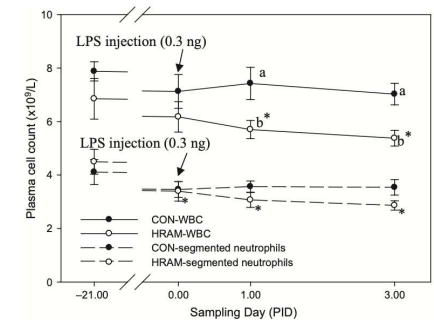 10
8
6
4
2
0
Plasma cell count (x10⁹/L)
LPS injection (0.3 ng)
a
a
b*
b*
LPS injection (0.3 ng)
*
*
*
CON-WBC
HRAM-WBC
CON-segmented neutrophils
HRAM-segmented neutrophils
–21.00 0.00 1.00 3.00
Sampling Day (PID)